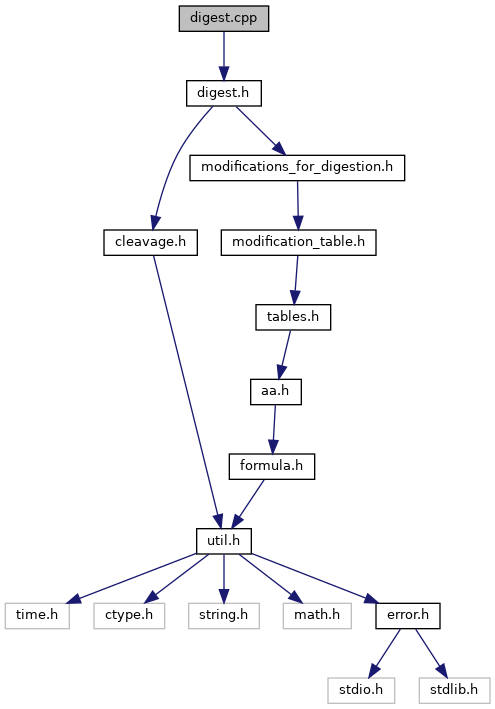 digest.cpp
digest.h
modifications_for_digestion.h
cleavage.h
modification_table.h
tables.h
aa.h
formula.h
util.h
time.h
ctype.h
string.h
math.h
error.h
stdio.h
stdlib.h